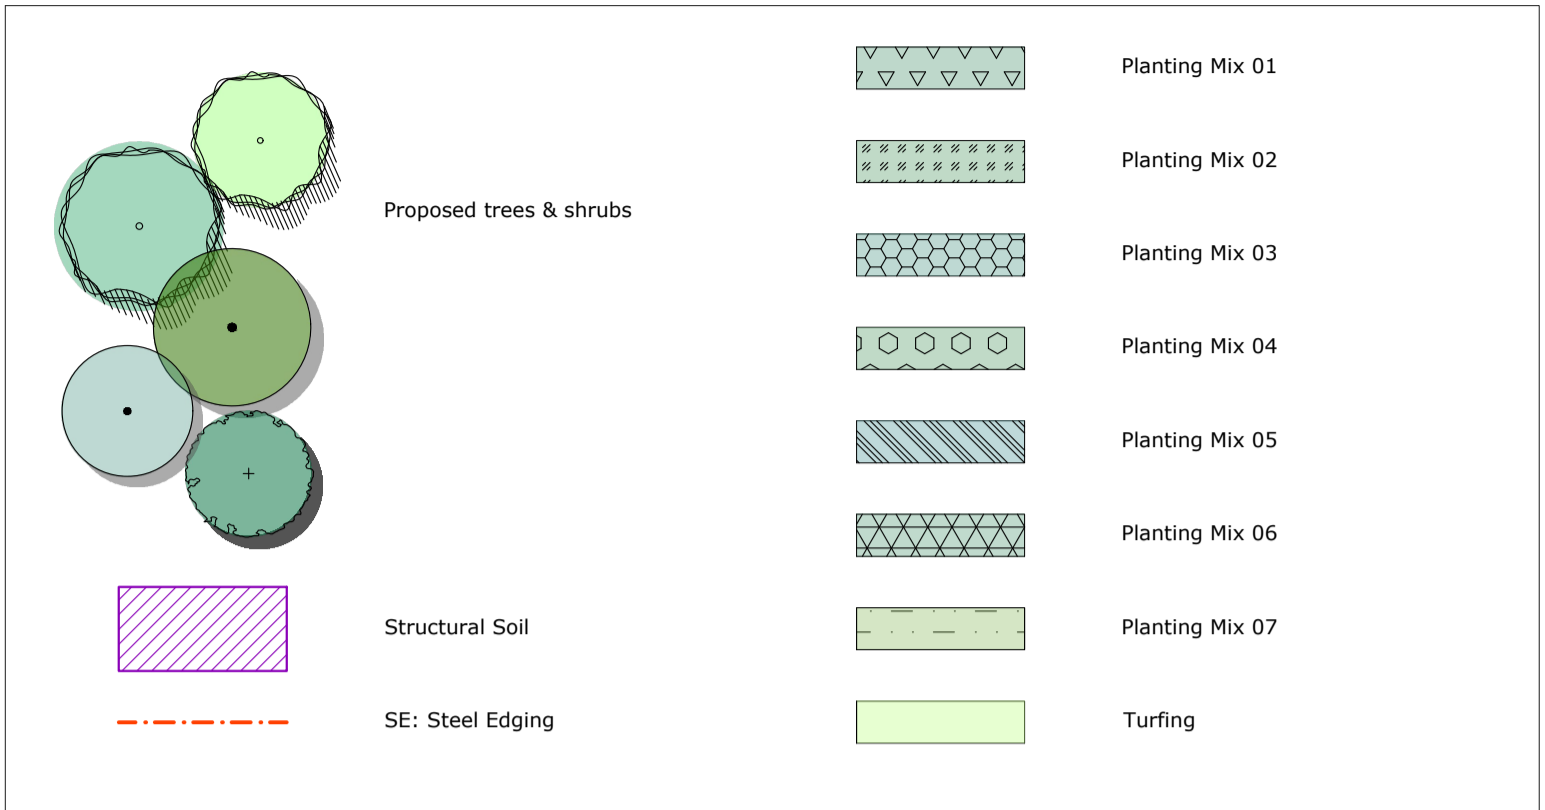 Proposed trees & shrubs
Structural Soil
SE: Steel Edging
Planting Mix 01
Planting Mix 02
Planting Mix 03
Planting Mix 04
Planting Mix 05
Planting Mix 06
Planting Mix 07
Turfing